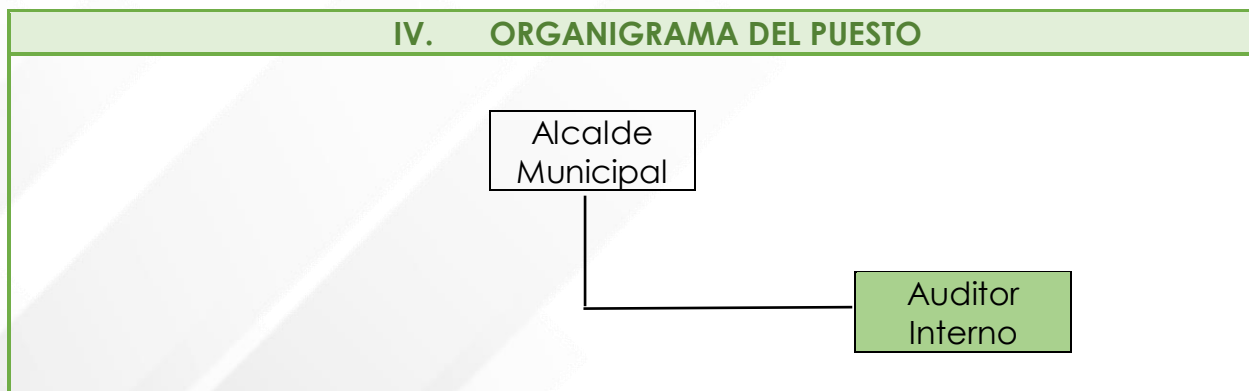 IV. ORGANIGRAMA DEL PUESTO
Alcalde
Municipal
Auditor
Interno